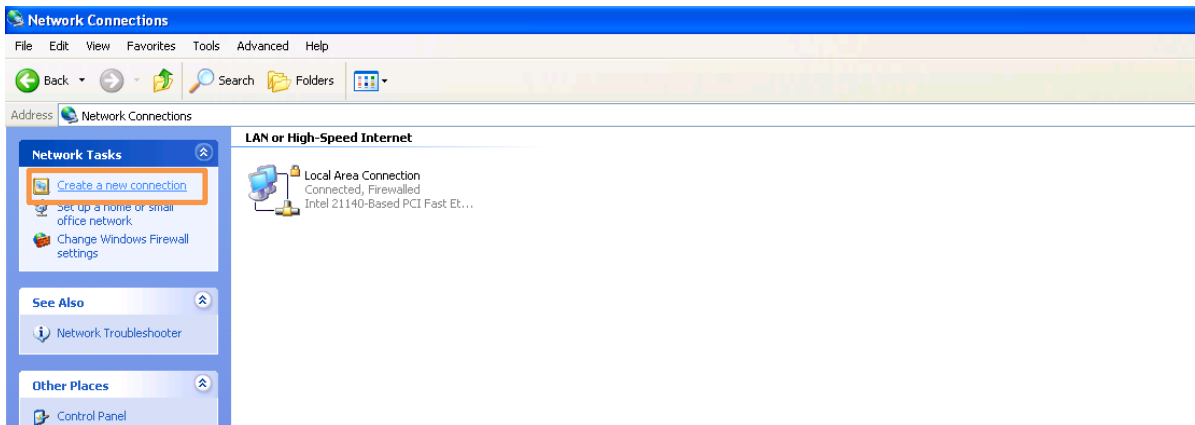 Network Connections
File Edit View Favorites Tools Advanced Help
Back Search Folders
Address Network Connections
Network Tasks
Create a new connection
Set up a home or small
office network
Change Windows Firewall
settings
See Also
Network Troubleshooter
Other Places
Control Panel
LAN or High-Speed Internet
Local Area Connection
Connected, Firewalled
Intel 21140-Based PCI Fast Et...